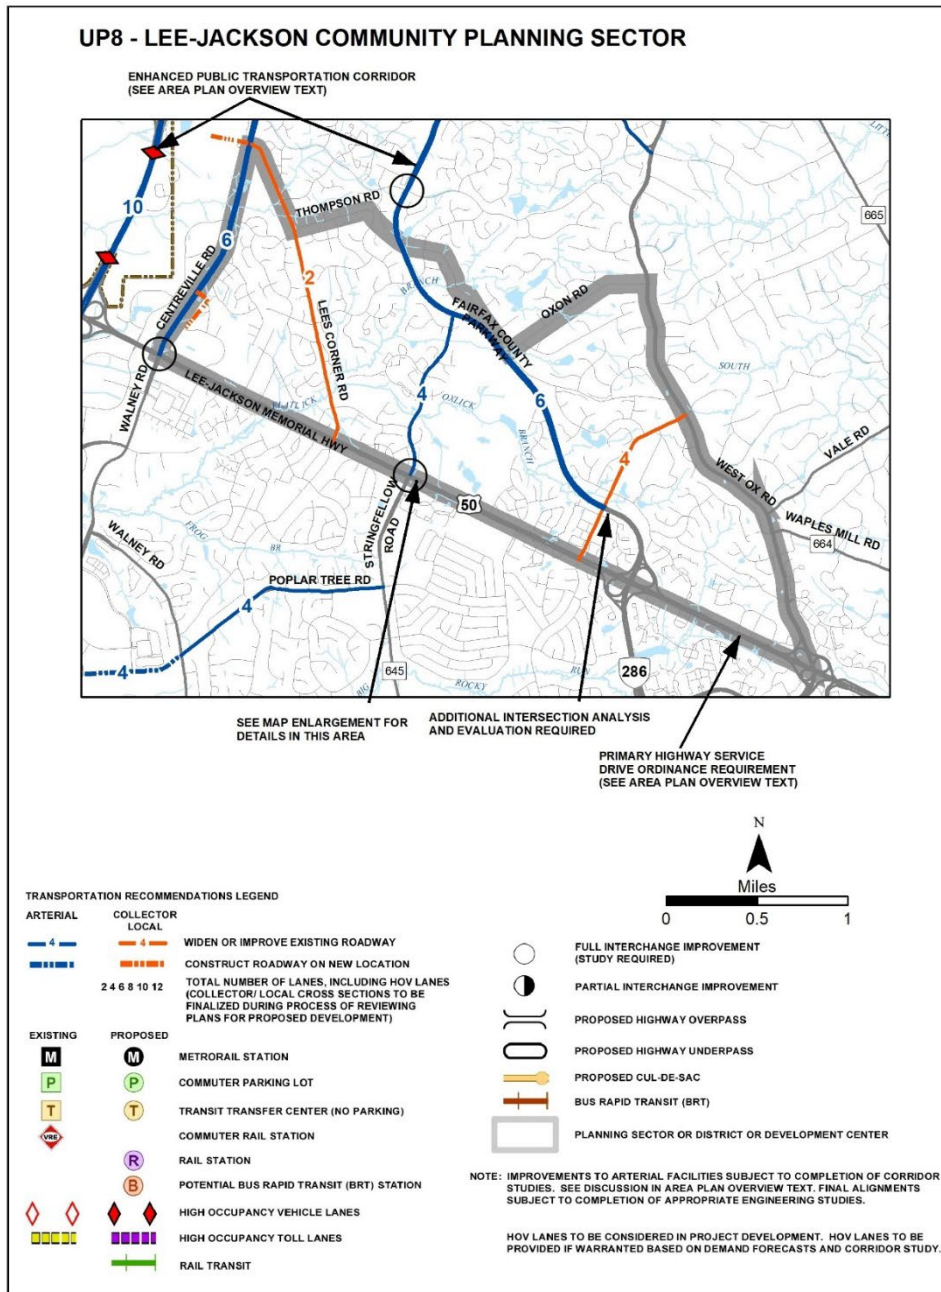 UP8 - LEE-JACKSON COMMUNITY PLANNING SECTOR
ENHANCED PUBLIC TRANSPORTATION CORRIDOR
(SEE AREA PLAN OVERVIEW TEXT)
10
6
CENTREVILLE RD
THOMPSON RD
2
LEES CORNER RD
BRANCH
FAIRFAX COUNTY
PARKWAY
OXON RD
665
SOUTH
WALNEY RD
LEE-JACKSON MEMORIAL HWY
FLATLICK
4
OXLICK
BRANCH
6
4
WEST OX RD
VALE RD
WAPLES MILL RD
664
50
STRINGFELLOW
ROAD
WALNEY RD
FROG
BR
POPLAR TREE RD
4
4
645
BIG
ROCKY
RUN
286
SEE MAP ENLARGEMENT FOR
DETAILS IN THIS AREA
ADDITIONAL INTERSECTION ANALYSIS
AND EVALUATION REQUIRED
PRIMARY HIGHWAY SERVICE
DRIVE ORDINANCE REQUIREMENT
(SEE AREA PLAN OVERVIEW TEXT)
N
Miles
0 0.5 1
TRANSPORTATION RECOMMENDATIONS LEGEND
ARTERIAL
COLLECTOR
LOCAL
4 4 WIDEN OR IMPROVE EXISTING ROADWAY
CONSTRUCT ROADWAY ON NEW LOCATION
2 4 6 8 10 12 TOTAL NUMBER OF LANES, INCLUDING HOV LANES
(COLLECTOR/ LOCAL CROSS SECTIONS TO BE
FINALIZED DURING PROCESS OF REVIEWING
PLANS FOR PROPOSED DEVELOPMENT)
EXISTING PROPOSED
M M METRORAIL STATION
P P COMMUTER PARKING LOT
T T TRANSIT TRANSFER CENTER (NO PARKING)
VRE COMMUTER RAIL STATION
R RAIL STATION
B POTENTIAL BUS RAPID TRANSIT (BRT) STATION
HIGH OCCUPANCY VEHICLE LANES
HIGH OCCUPANCY TOLL LANES
RAIL TRANSIT
FULL INTERCHANGE IMPROVEMENT
(STUDY REQUIRED)
PARTIAL INTERCHANGE IMPROVEMENT
PROPOSED HIGHWAY OVERPASS
PROPOSED HIGHWAY UNDERPASS
PROPOSED CUL-DE-SAC
BUS RAPID TRANSIT (BRT)
PLANNING SECTOR OR DISTRICT OR DEVELOPMENT CENTER
NOTE: IMPROVEMENTS TO ARTERIAL FACILITIES SUBJECT TO COMPLETION OF CORRIDOR
STUDIES. SEE DISCUSSION IN AREA PLAN OVERVIEW TEXT. FINAL ALIGNMENTS
SUBJECT TO COMPLETION OF APPROPRIATE ENGINEERING STUDIES.
HOV LANES TO BE CONSIDERED IN PROJECT DEVELOPMENT. HOV LANES TO BE
PROVIDED IF WARRANTED BASED ON DEMAND FORECASTS AND CORRIDOR STUDY.